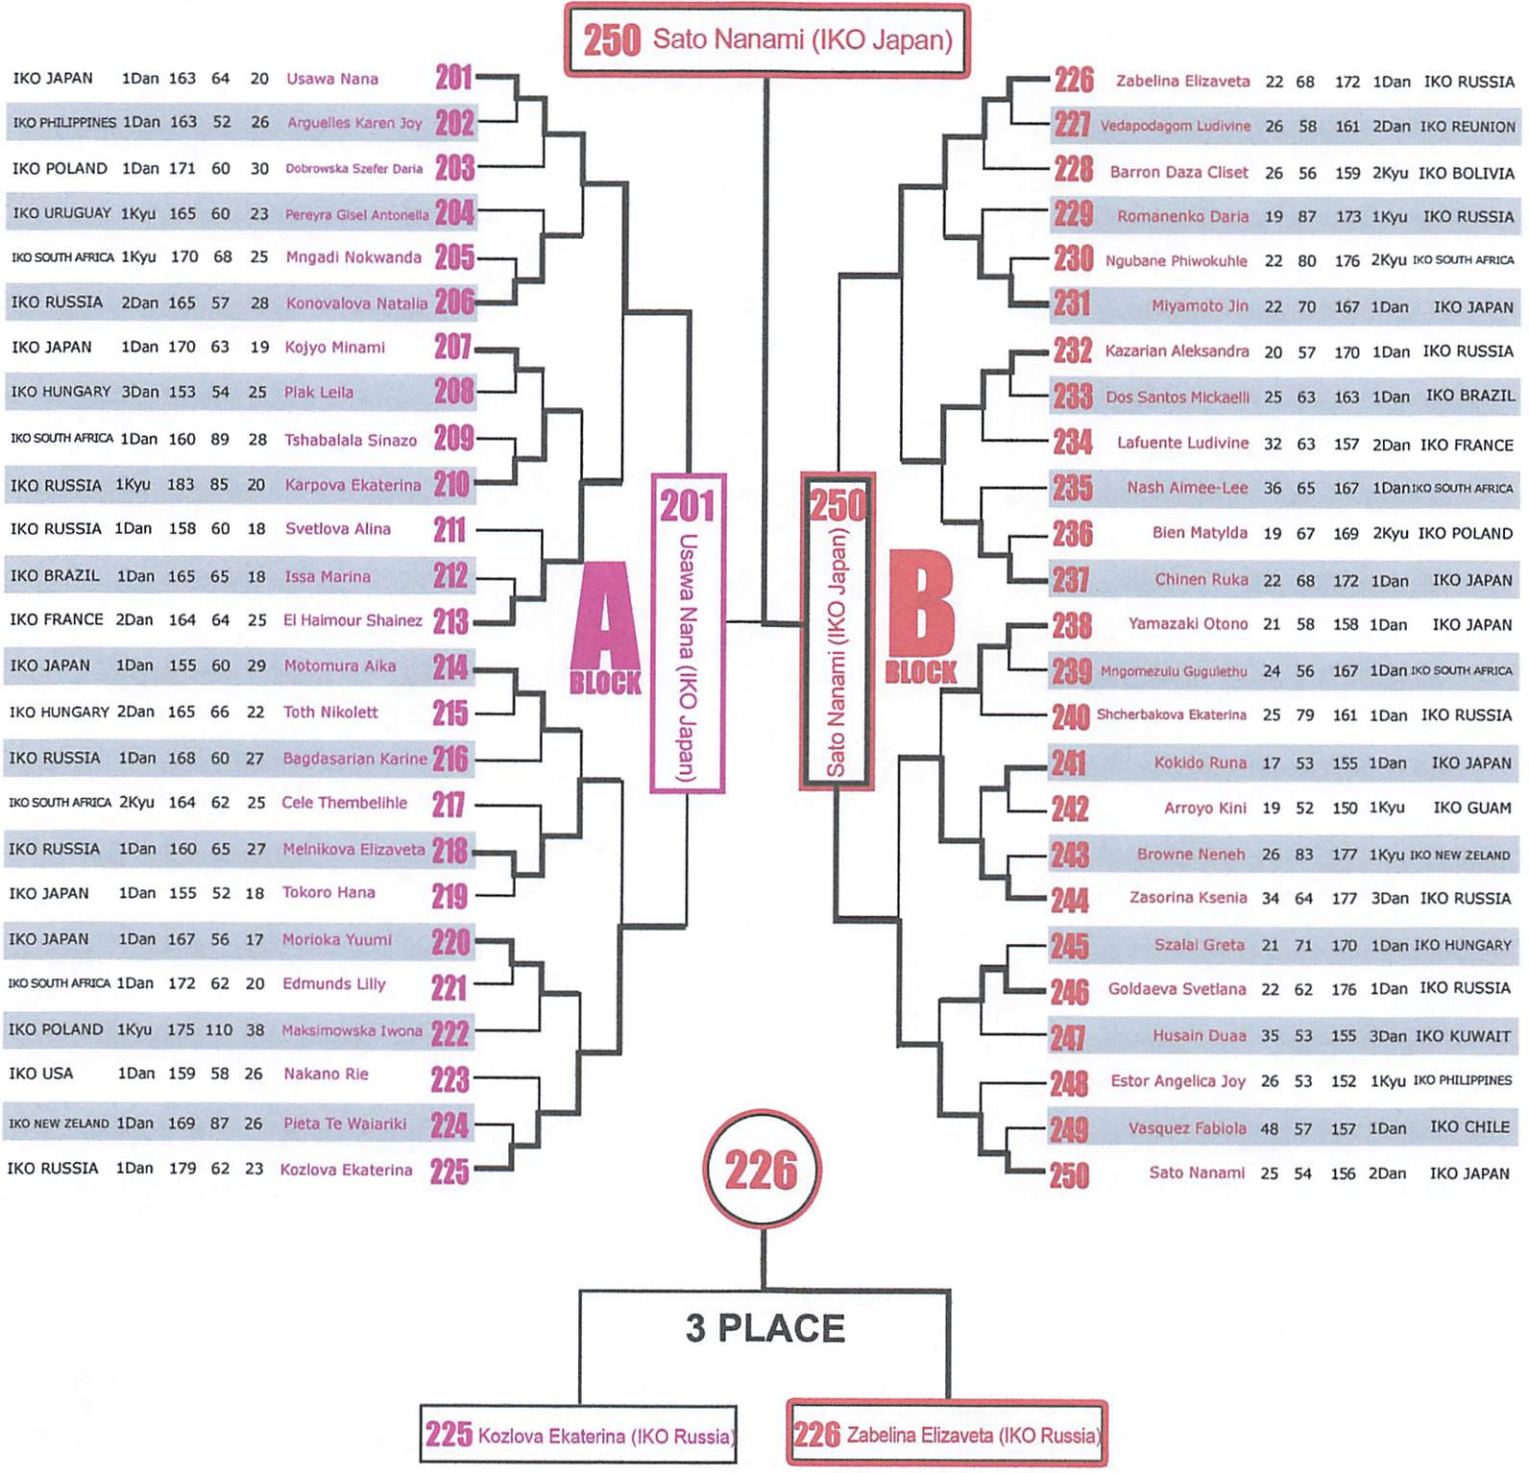 250 Sato Nanami (IKO Japan)
IKO JAPAN 1Dan 163 64 20 Usawa Nana 201
IKO PHILIPPINES 1Dan 163 52 26 Arguelles Karen Joy 202
IKO POLAND 1Dan 171 60 30 Dobrowska Szefer Daria 203
IKO URUGUAY 1Kyu 165 60 23 Pereyra Gisel Antonella 204
IKO SOUTH AFRICA 1Kyu 170 68 25 Mngadi Nokwanda 205
IKO RUSSIA 2Dan 165 57 28 Konovalova Natalia 206
IKO JAPAN 1Dan 170 63 19 Kojyo Minami 207
IKO HUNGARY 3Dan 153 54 25 Plak Leila 208
IKO SOUTH AFRICA 1Dan 160 89 28 Tshabalala Sinazo 209
IKO RUSSIA 1Kyu 183 85 20 Karpova Ekaterina 210
IKO RUSSIA 1Dan 158 60 18 Svetlova Alina 211
IKO BRAZIL 1Dan 165 65 18 Issa Marina 212
IKO FRANCE 2Dan 164 64 25 El Haimour Shainez 213
IKO JAPAN 1Dan 155 60 29 Motomura Aika 214
IKO HUNGARY 2Dan 165 66 22 Toth Nikolett 215
IKO RUSSIA 1Dan 168 60 27 Bagdasarian Karine 216
IKO SOUTH AFRICA 2Kyu 164 62 25 Cele Thembelihle 217
IKO RUSSIA 1Dan 160 65 27 Melnikova Elizaveta 218
IKO JAPAN 1Dan 155 52 18 Tokoro Hana 219
IKO JAPAN 1Dan 167 56 17 Morioka Yuumi 220
IKO SOUTH AFRICA 1Dan 172 62 20 Edmunds Lilly 221
IKO POLAND 1Kyu 175 110 38 Maksimowska Iwona 222
IKO USA 1Dan 159 58 26 Nakano Rie 223
IKO NEW ZELAND 1Dan 169 87 26 Pieta Te Waiariki 224
IKO RUSSIA 1Dan 179 62 23 Kozlova Ekaterina 225
A
BLOCK
201 Usawa Nana (IKO Japan)
250 Sato Nanami (IKO Japan)
B
BLOCK
226 Zabelina Elizaveta 22 68 172 1Dan IKO RUSSIA
227 Vedapodagom Ludivine 26 58 161 2Dan IKO REUNION
228 Barron Daza Cliset 26 56 159 2Kyu IKO BOLIVIA
229 Romanenko Daria 19 87 173 1Kyu IKO RUSSIA
230 Ngubane Phiwokuhle 22 80 176 2Kyu IKO SOUTH AFRICA
231 Miyamoto Jin 22 70 167 1Dan IKO JAPAN
232 Kazarian Aleksandra 20 57 170 1Dan IKO RUSSIA
233 Dos Santos Mickaelli 25 63 163 1Dan IKO BRAZIL
234 Lafuente Ludivine 32 63 157 2Dan IKO FRANCE
235 Nash Aimee-Lee 36 65 167 1Dan IKO SOUTH AFRICA
236 Bien Matylda 19 67 169 2Kyu IKO POLAND
237 Chinen Ruka 22 68 172 1Dan IKO JAPAN
238 Yamazaki Otono 21 58 158 1Dan IKO JAPAN
239 Mngomezulu Gugulethu 24 56 167 1Dan IKO SOUTH AFRICA
240 Shcherbakova Ekaterina 25 79 161 1Dan IKO RUSSIA
241 Kokido Runa 17 53 155 1Dan IKO JAPAN
242 Arroyo Kini 19 52 150 1Kyu IKO GUAM
243 Browne Neneh 26 83 177 1Kyu IKO NEW ZELAND
244 Zasorina Ksenia 34 64 177 3Dan IKO RUSSIA
245 Szalai Greta 21 71 170 1Dan IKO HUNGARY
246 Goldaeva Svetlana 22 62 176 1Dan IKO RUSSIA
247 Husain Duaa 35 53 155 3Dan IKO KUWAIT
248 Estor Angelica Joy 26 53 152 1Kyu IKO PHILIPPINES
249 Vasquez Fabiola 48 57 157 1Dan IKO CHILE
250 Sato Nanami 25 54 156 2Dan IKO JAPAN
226
3 PLACE
225 Kozlova Ekaterina (IKO Russia)
226 Zabelina Elizaveta (IKO Russia)